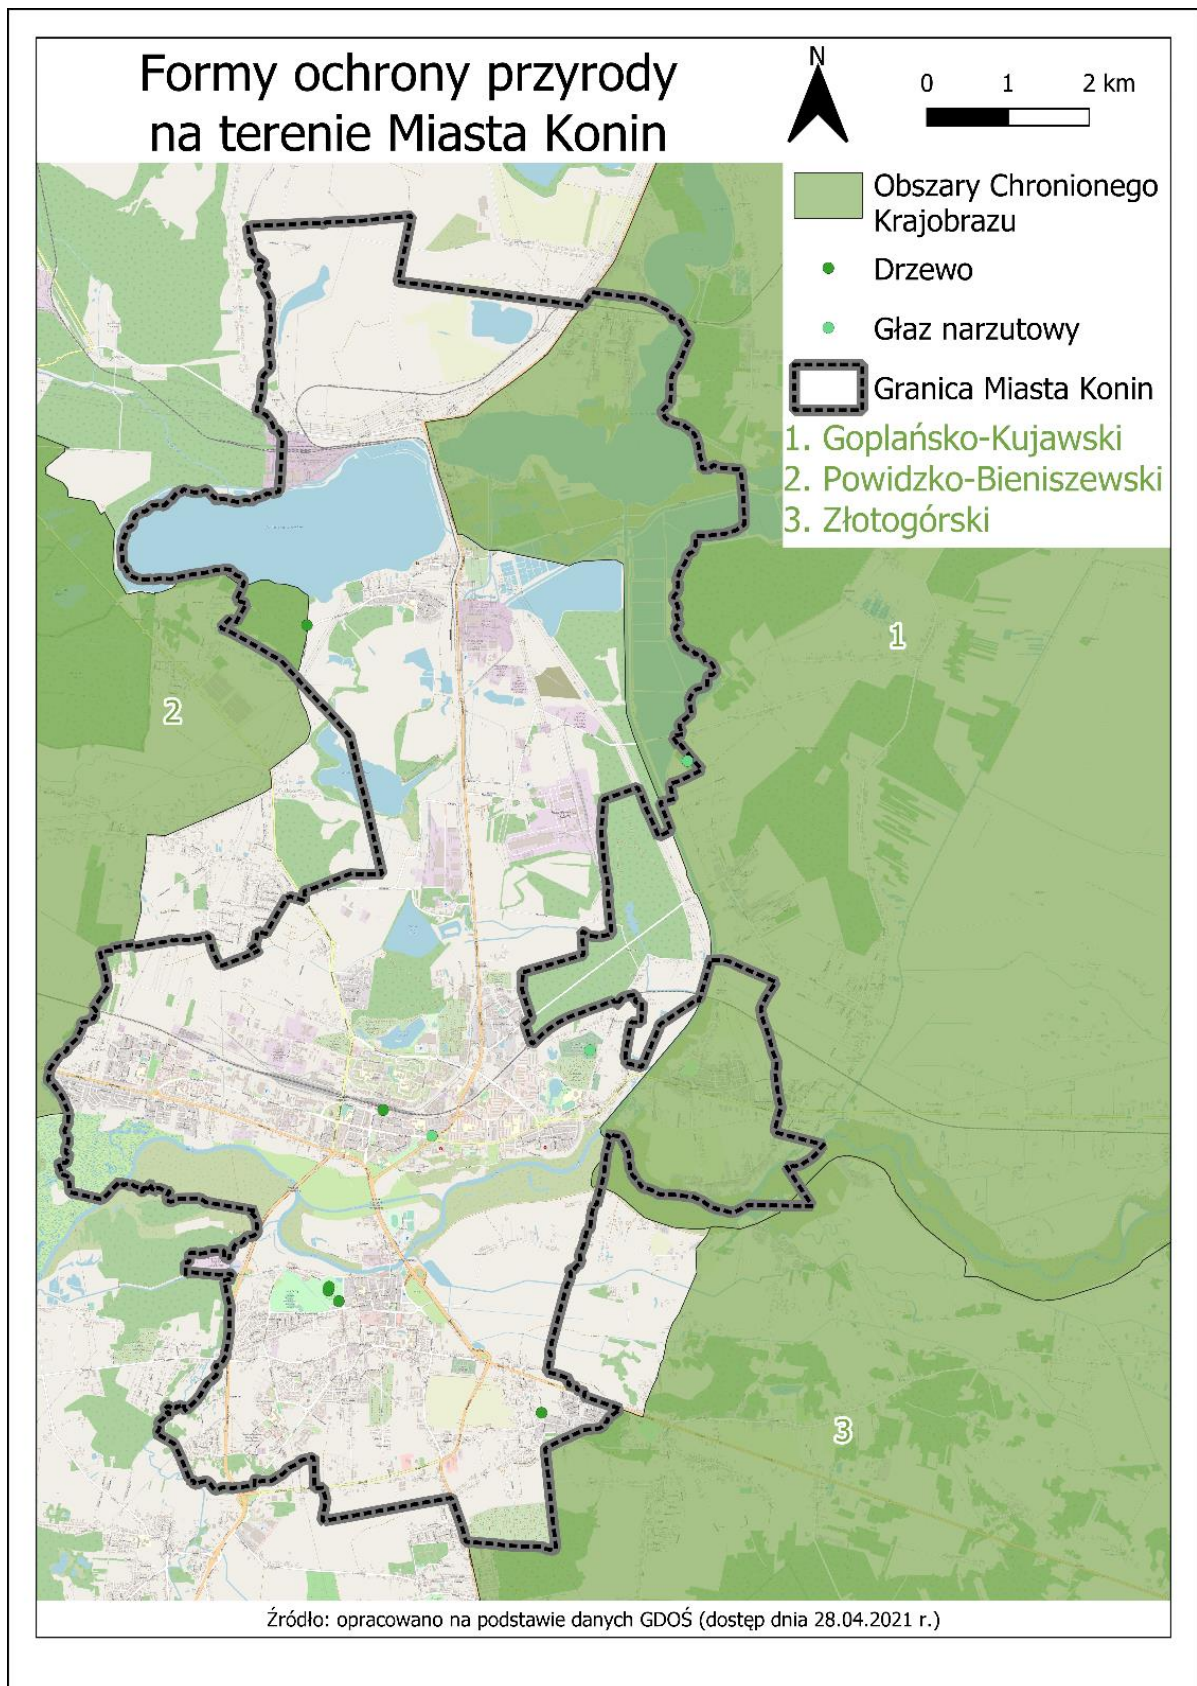 Formy ochrony przyrody
na terenie Miasta Konin
N
0 1 2 km
Obszary Chronionego
Krajobrazu
Drzewo
Głaz narzutowy
Granica Miasta Konin
1. Goplańsko-Kujawski
2. Powidzko-Bieniszewski
3. Złotogórski
1
2
3
Źródło: opracowano na podstawie danych GDOŚ (dostęp dnia 28.04.2021 r.)